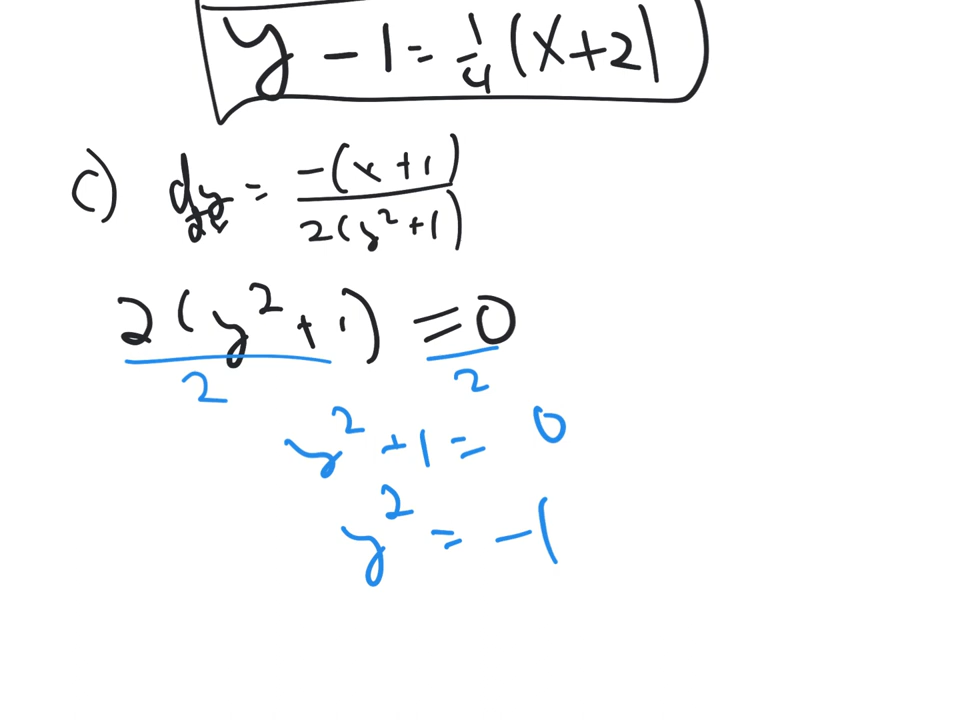 y - 1 = 1/4 (x+2)
c) dy/dx = -(x+1) / 2(y²+1)
2(y²+1) = 0
2 2
y² + 1 = 0
y² = -1